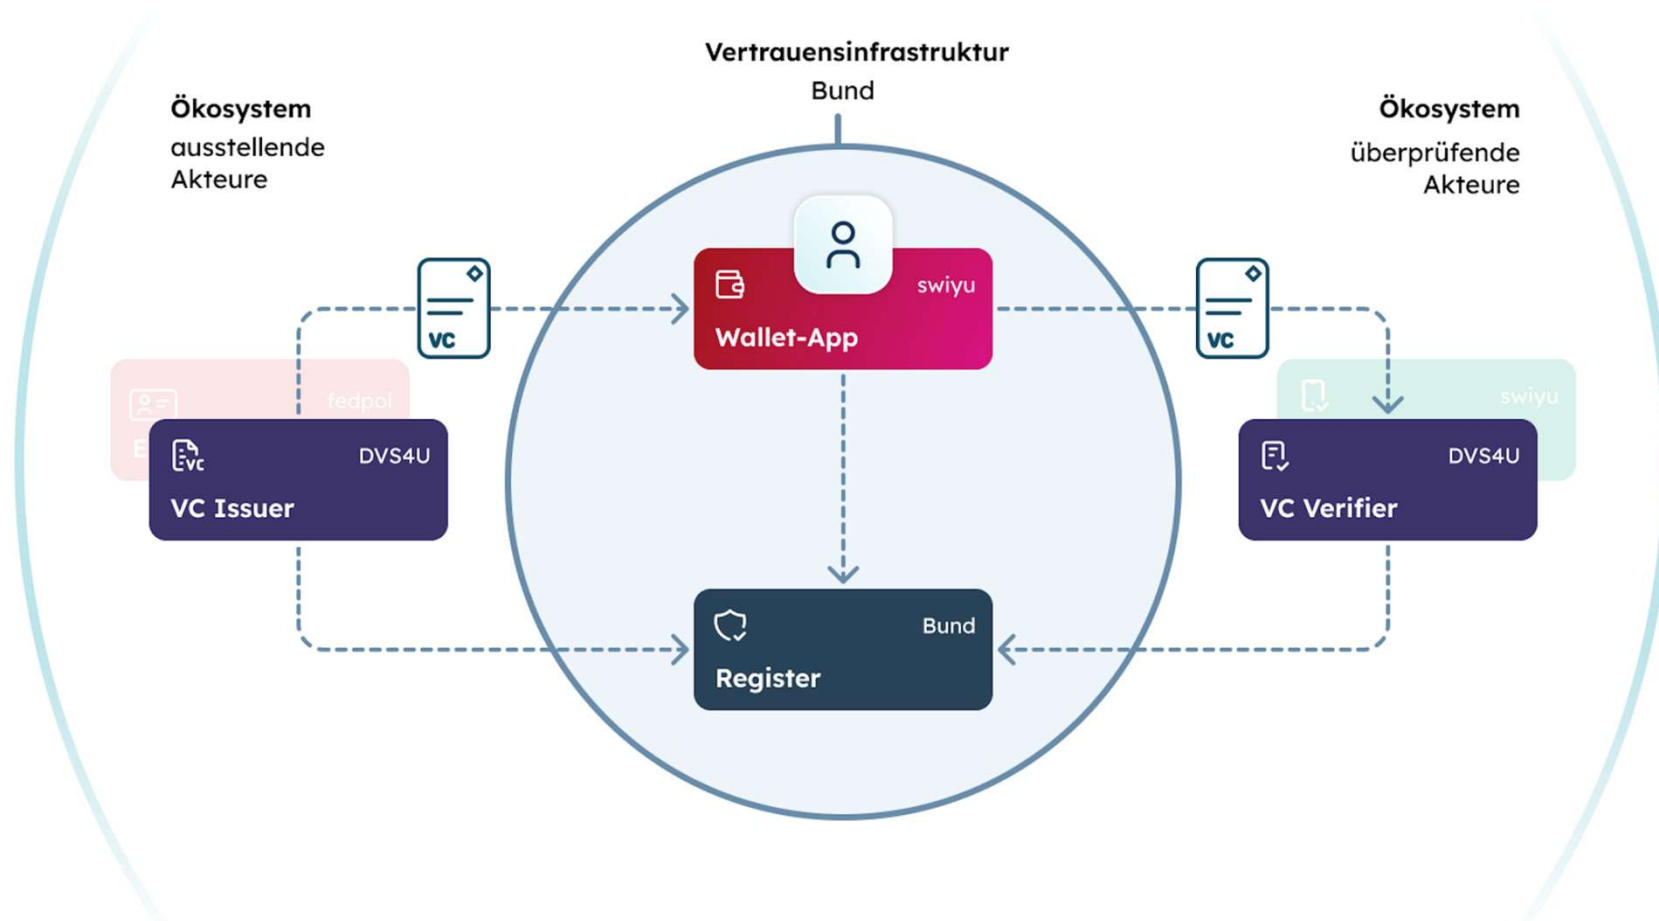 Vertrauensinfrastruktur
Bund
Ökosystem
ausstellende
Akteure
Ökosystem
überprüfende
Akteure
swiyu
Wallet-App
VC
VC
fedpol
E
DVS4U
VC Issuer
VC
swiyu
DVS4U
VC Verifier
Bund
Register